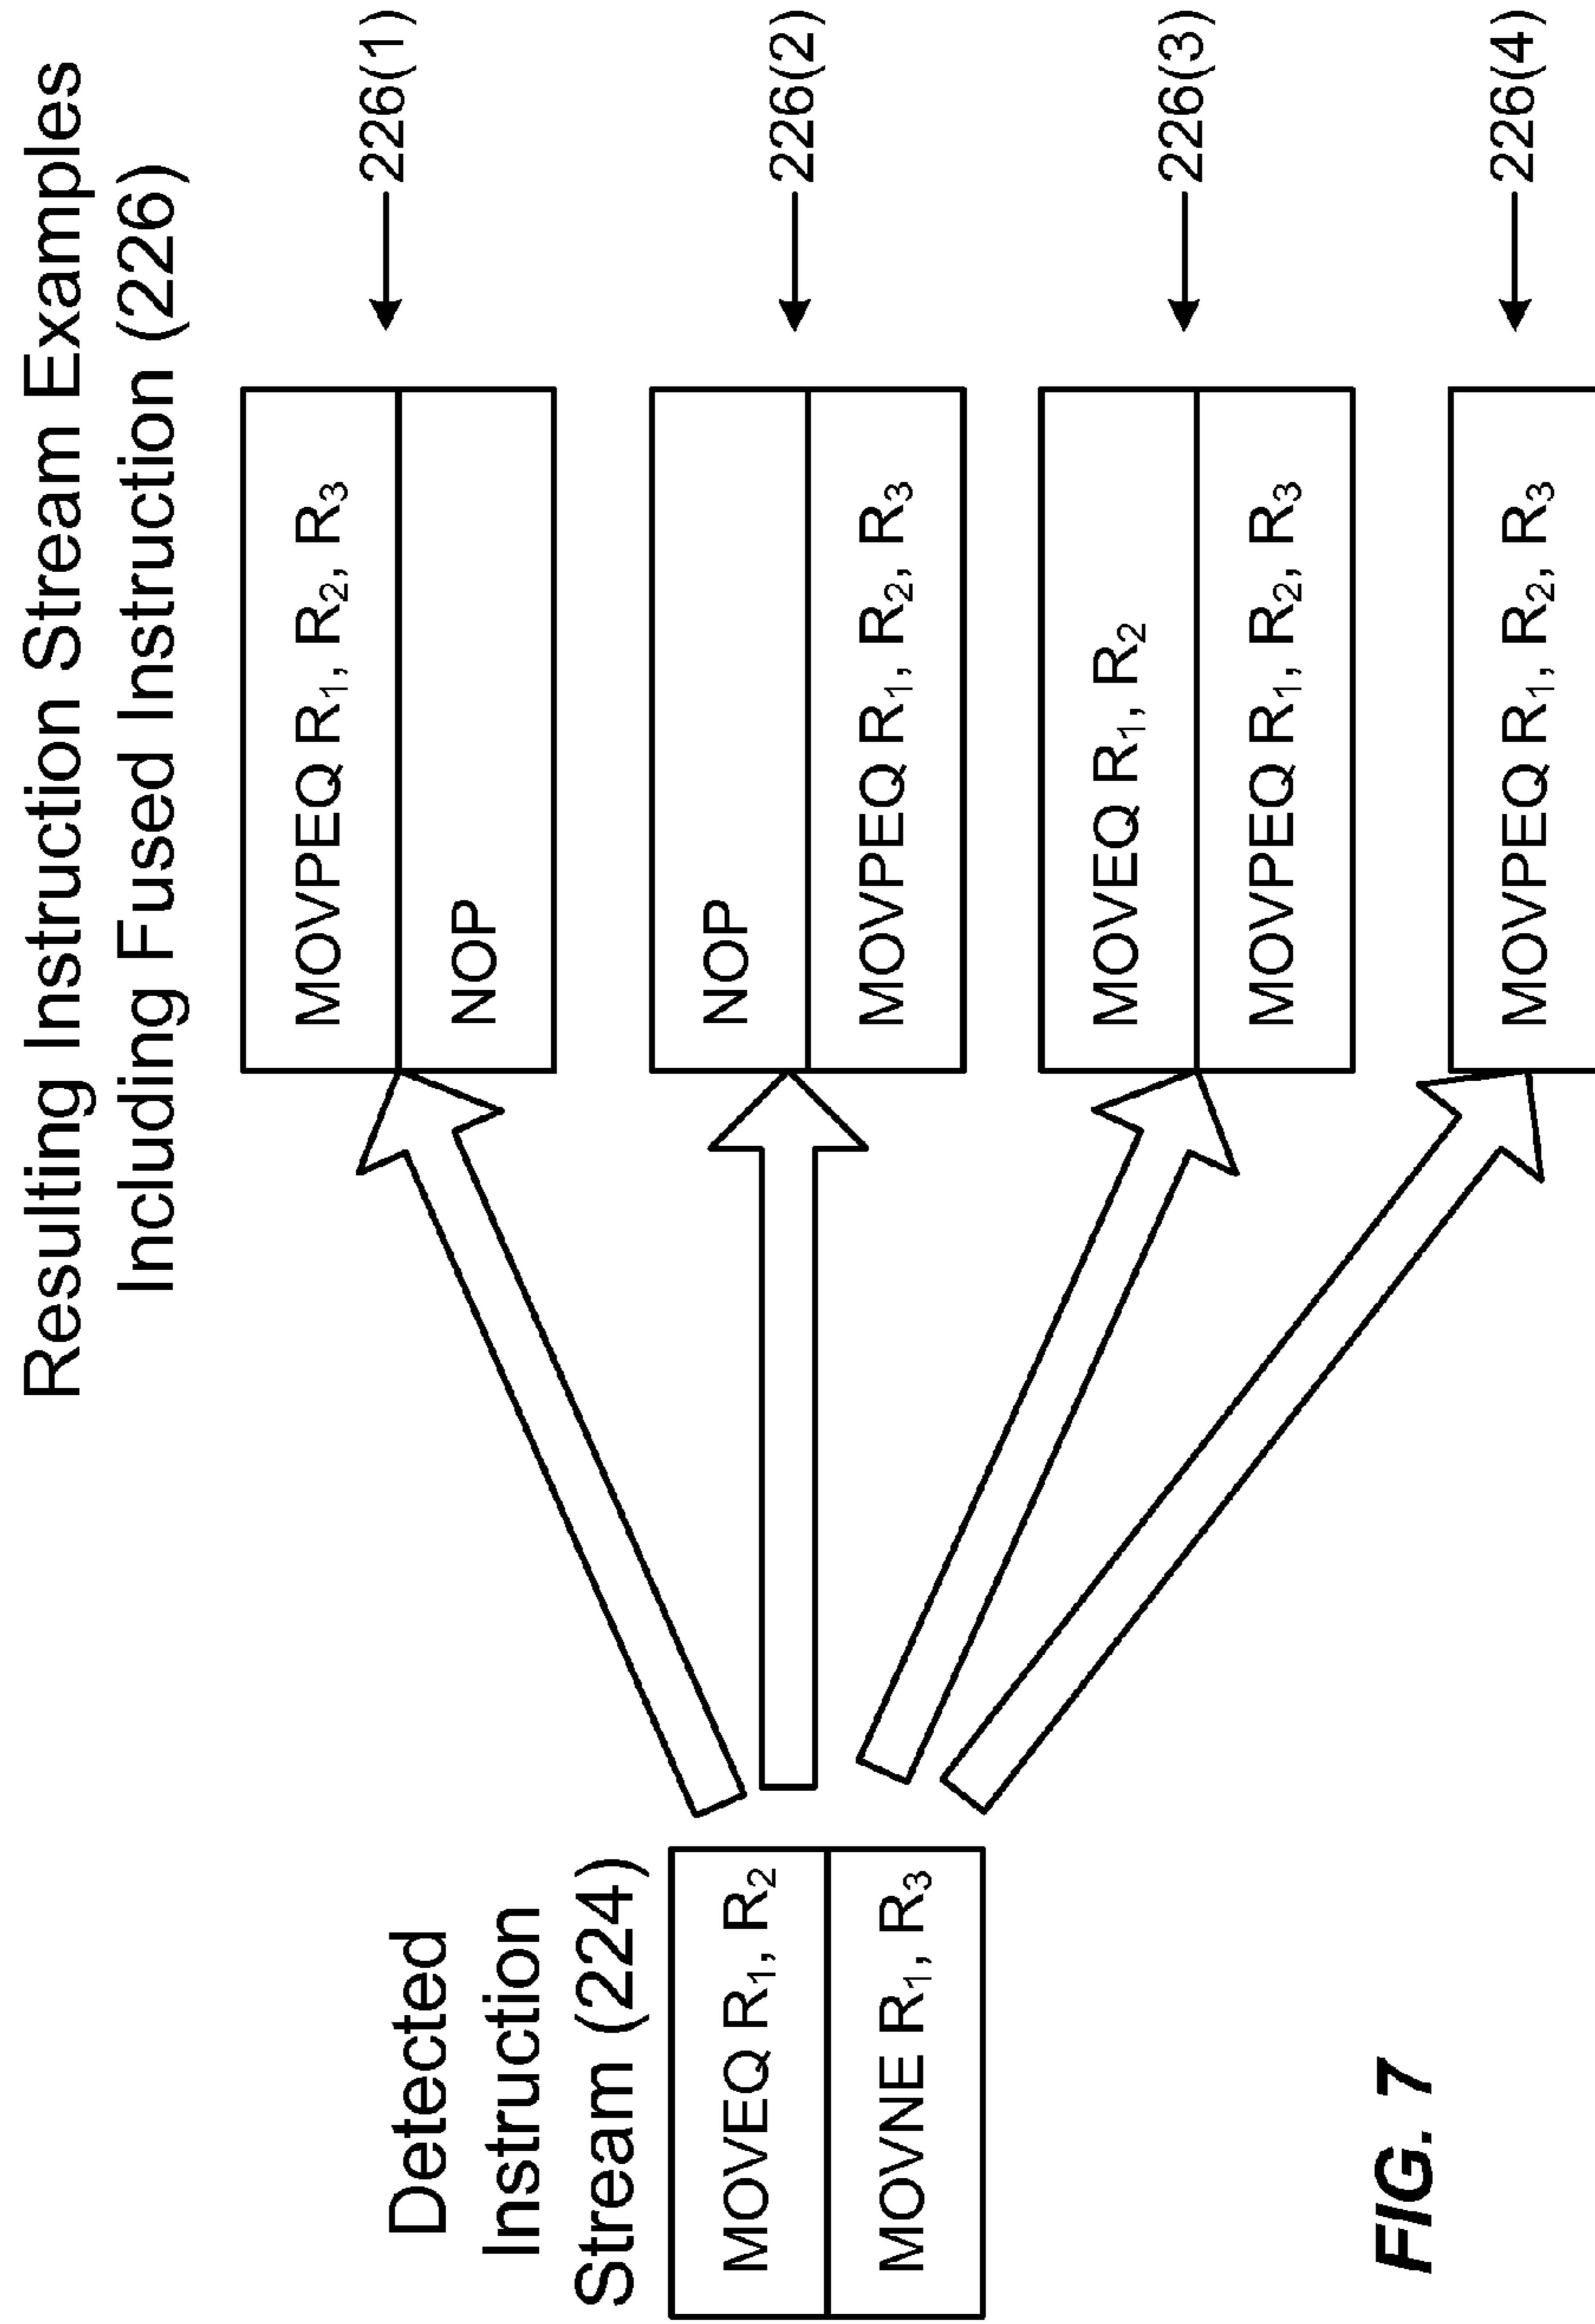 Resulting Instruction Stream Examples
Including Fused Instruction (226)
Detected
Instruction
Stream (224)
MOVEQ R₁, R₂
MOVNE R₁, R₃
MOVPEQ R₁, R₂, R₃
NOP
226(1)
NOP
MOVPEQ R₁, R₂, R₃
226(2)
MOVEQ R₁, R₂
MOVPEQ R₁, R₂, R₃
226(3)
MOVPEQ R₁, R₂, R₃
226(4)
FIG. 7